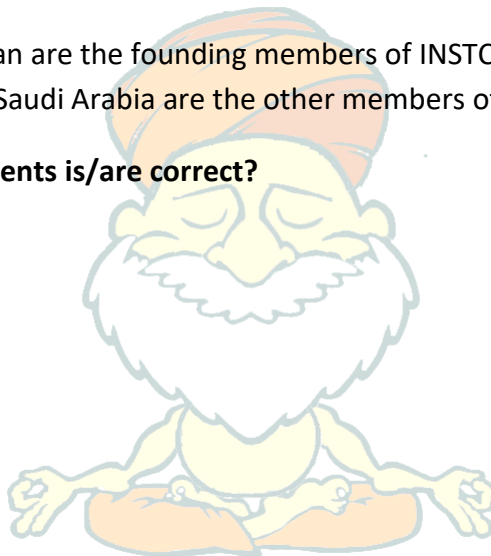 an are the founding members of INSTC
Saudi Arabia are the other members of
ents is/are correct?